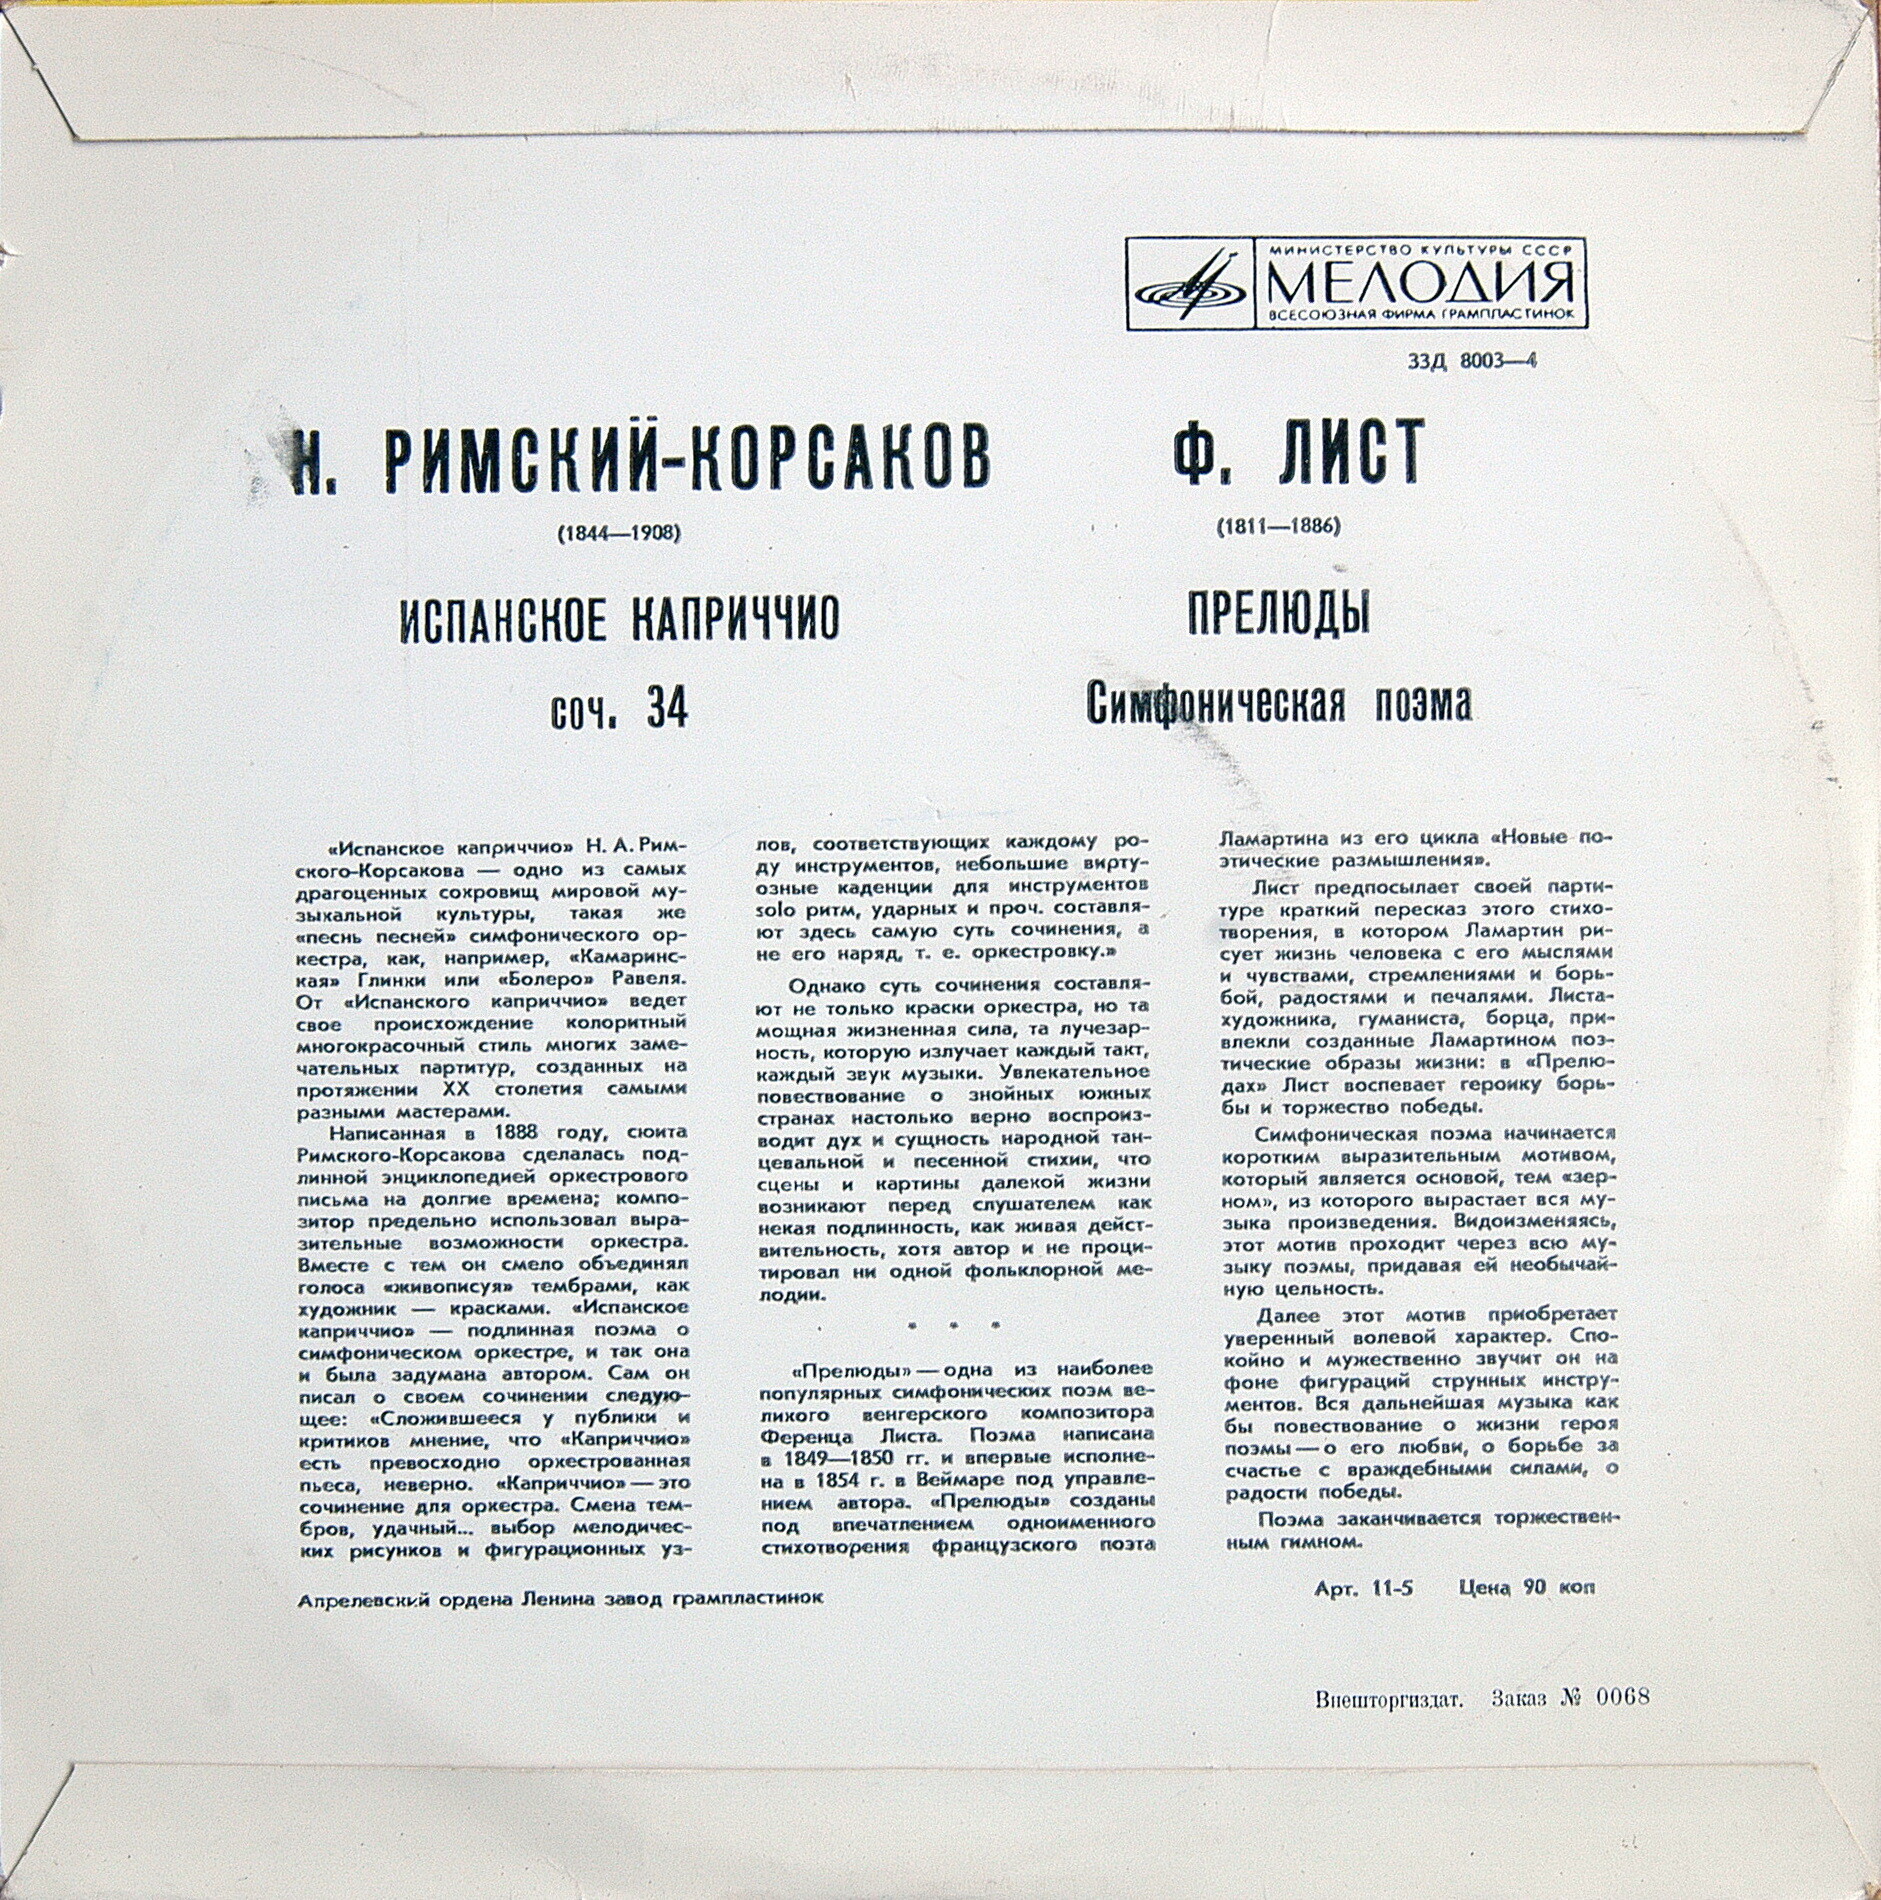 МИНИСТЕРСТВО КУЛЬТУРЫ СССР
МЕЛОДИЯ
ВСЕСОЮЗНАЯ ФИРМА ГРАМПЛАСТИНОК
33Д 8003—4
Н. РИМСКИЙ-КОРСАКОВ
(1844—1908)
ИСПАНСКОЕ КАПРИЧЧИО
соч. 34
Ф. ЛИСТ
(1811—1886)
ПРЕЛЮДЫ
Симфоническая поэма
«Испанское каприччио» Н. А. Рим-
ского-Корсакова — одно из самых
драгоценных сокровищ мировой му-
зыкальной культуры, такая же
«песнь песней» симфонического ор-
кестра, как, например, «Камаринс-
кая» Глинки или «Болеро» Равеля.
От «Испанского каприччио» ведет
свое происхождение колоритный
многокрасочный стиль многих заме-
чательных партитур, созданных на
протяжении XX столетия самыми
разными мастерами.
Написанная в 1888 году, сюита
Римского-Корсакова сделалась под-
линной энциклопедией оркестрового
письма на долгие времена; компо-
зитор предельно использовал выра-
зительные возможности оркестра.
Вместе с тем он смело объединял
голоса «живописуя» тембрами, как
художник — красками. «Испанское
каприччио» — подлинная поэма о
симфоническом оркестре, и так она
и была задумана автором. Сам он
писал о своем сочинении следую-
щее: «Сложившееся у публики и
критиков мнение, что «Каприччио»
есть превосходно оркестрованная
пьеса, неверно. «Каприччио» — это
сочинение для оркестра. Смена тем-
бров, удачный... выбор мелодичес-
ких рисунков и фигурационных уз-
лов, соответствующих каждому ро-
ду инструментов, небольшие вирту-
озные каденции для инструментов
solo ритм, ударных и проч. составля-
ют здесь самую суть сочинения, а
не его наряд, т. е. оркестровку.»
Однако суть сочинения составля-
ют не только краски оркестра, но та
мощная жизненная сила, та лучезар-
ность, которую излучает каждый такт,
каждый звук музыки. Увлекательное
повествование о знойных южных
странах настолько верно воспроиз-
водит дух и сущность народной тан-
цевальной и песенной стихии, что
сцены и картины далекой жизни
возникают перед слушателем как
некая подлинность, как живая дейст-
вительность, хотя автор и не проци-
тировал ни одной фольклорной ме-
лодии.
* * *
«Прелюды» — одна из наиболее
популярных симфонических поэм ве-
ликого венгерского композитора
Ференца Листа. Поэма написана
в 1849—1850 гг. и впервые исполне-
на в 1854 г. в Веймаре под управле-
нием автора. «Прелюды» созданы
под впечатлением одноименного
стихотворения французского поэта
Ламартина из его цикла «Новые по-
этические размышления».
Лист предпосылает своей парти-
туре краткий пересказ этого стихо-
творения, в котором Ламартин ри-
сует жизнь человека с его мыслями
и чувствами, стремлениями и борь-
бой, радостями и печалями. Листа-
художника, гуманиста, борца, при-
влекли созданные Ламартином поэ-
тические образы жизни: в «Прелю-
дах» Лист воспевает героику борь-
бы и торжество победы.
Симфоническая поэма начинается
коротким выразительным мотивом,
который является основой, тем «зер-
ном», из которого вырастает вся му-
зыка произведения. Видоизменяясь,
этот мотив проходит через всю му-
зыку поэмы, придавая ей необычай-
ную цельность.
Далее этот мотив приобретает
уверенный волевой характер. Спо-
койно и мужественно звучит он на
фоне фигураций струнных инстру-
ментов. Вся дальнейшая музыка как
бы повествование о жизни героя
поэмы — о его любви, о борьбе за
счастье с враждебными силами, о
радости победы.
Поэма заканчивается торжествен-
ным гимном.
Апрелевский ордена Ленина завод грампластинок
Арт. 11-5 Цена 90 коп
Внешторгиздат. Заказ № 0068